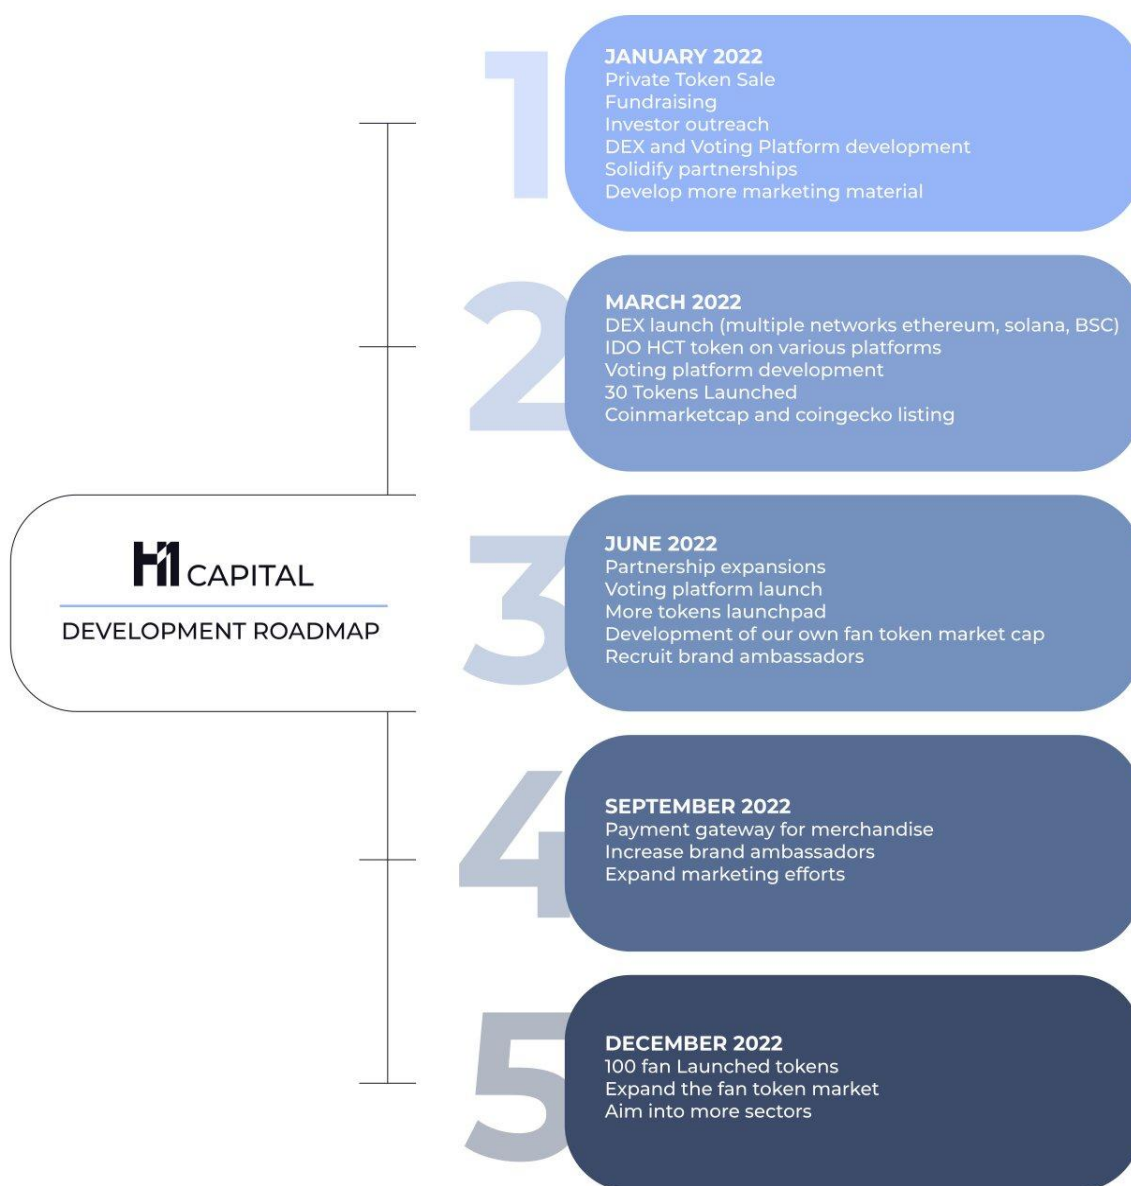 1
JANUARY 2022
Private Token Sale
Fundraising
Investor outreach
DEX and Voting Platform development
Solidify partnerships
Develop more marketing material
2
MARCH 2022
DEX launch (multiple networks ethereum, solana, BSC)
IDO HCT token on various platforms
Voting platform development
30 Tokens Launched
Coinmarketcap and coingecko listing
H1 CAPITAL
DEVELOPMENT ROADMAP
3
JUNE 2022
Partnership expansions
Voting platform launch
More tokens launchpad
Development of our own fan token market cap
Recruit brand ambassadors
4
SEPTEMBER 2022
Payment gateway for merchandise
Increase brand ambassadors
Expand marketing efforts
5
DECEMBER 2022
100 fan Launched tokens
Expand the fan token market
Aim into more sectors